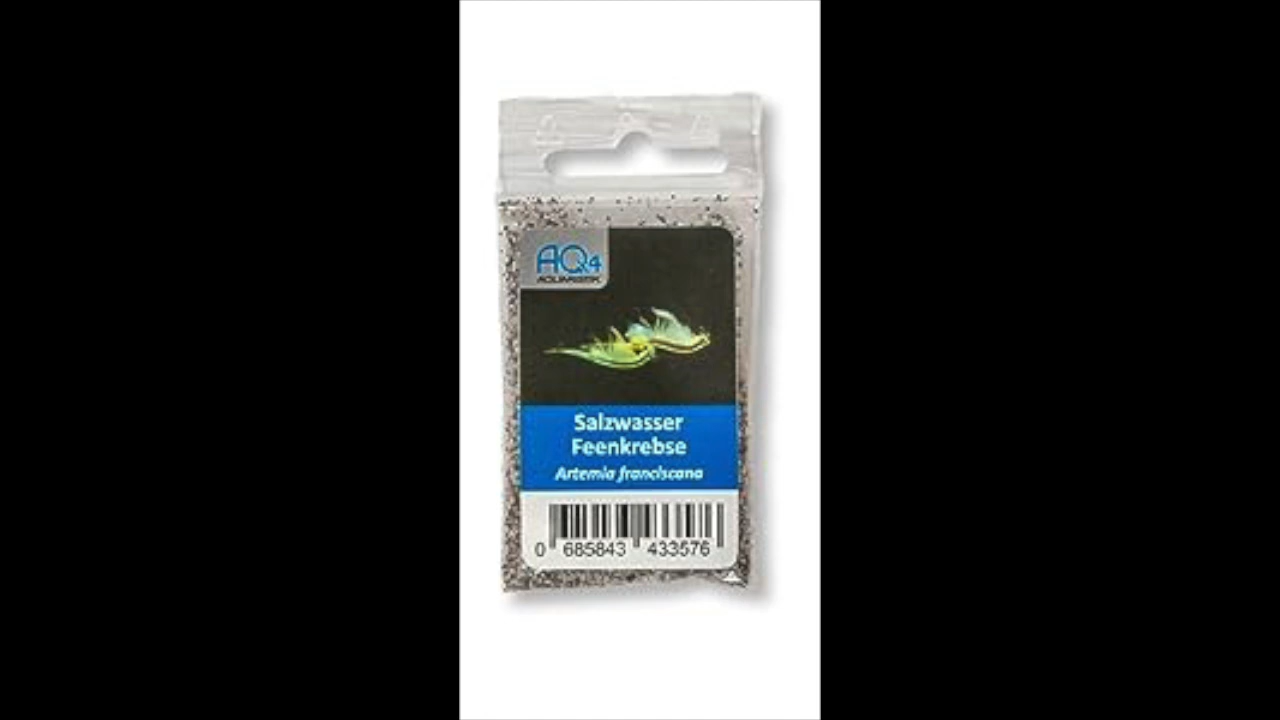 AQ4
AQUARISTIK
Salzwasser
Feenkrebse
Artemia franciscana
0 685843 433576